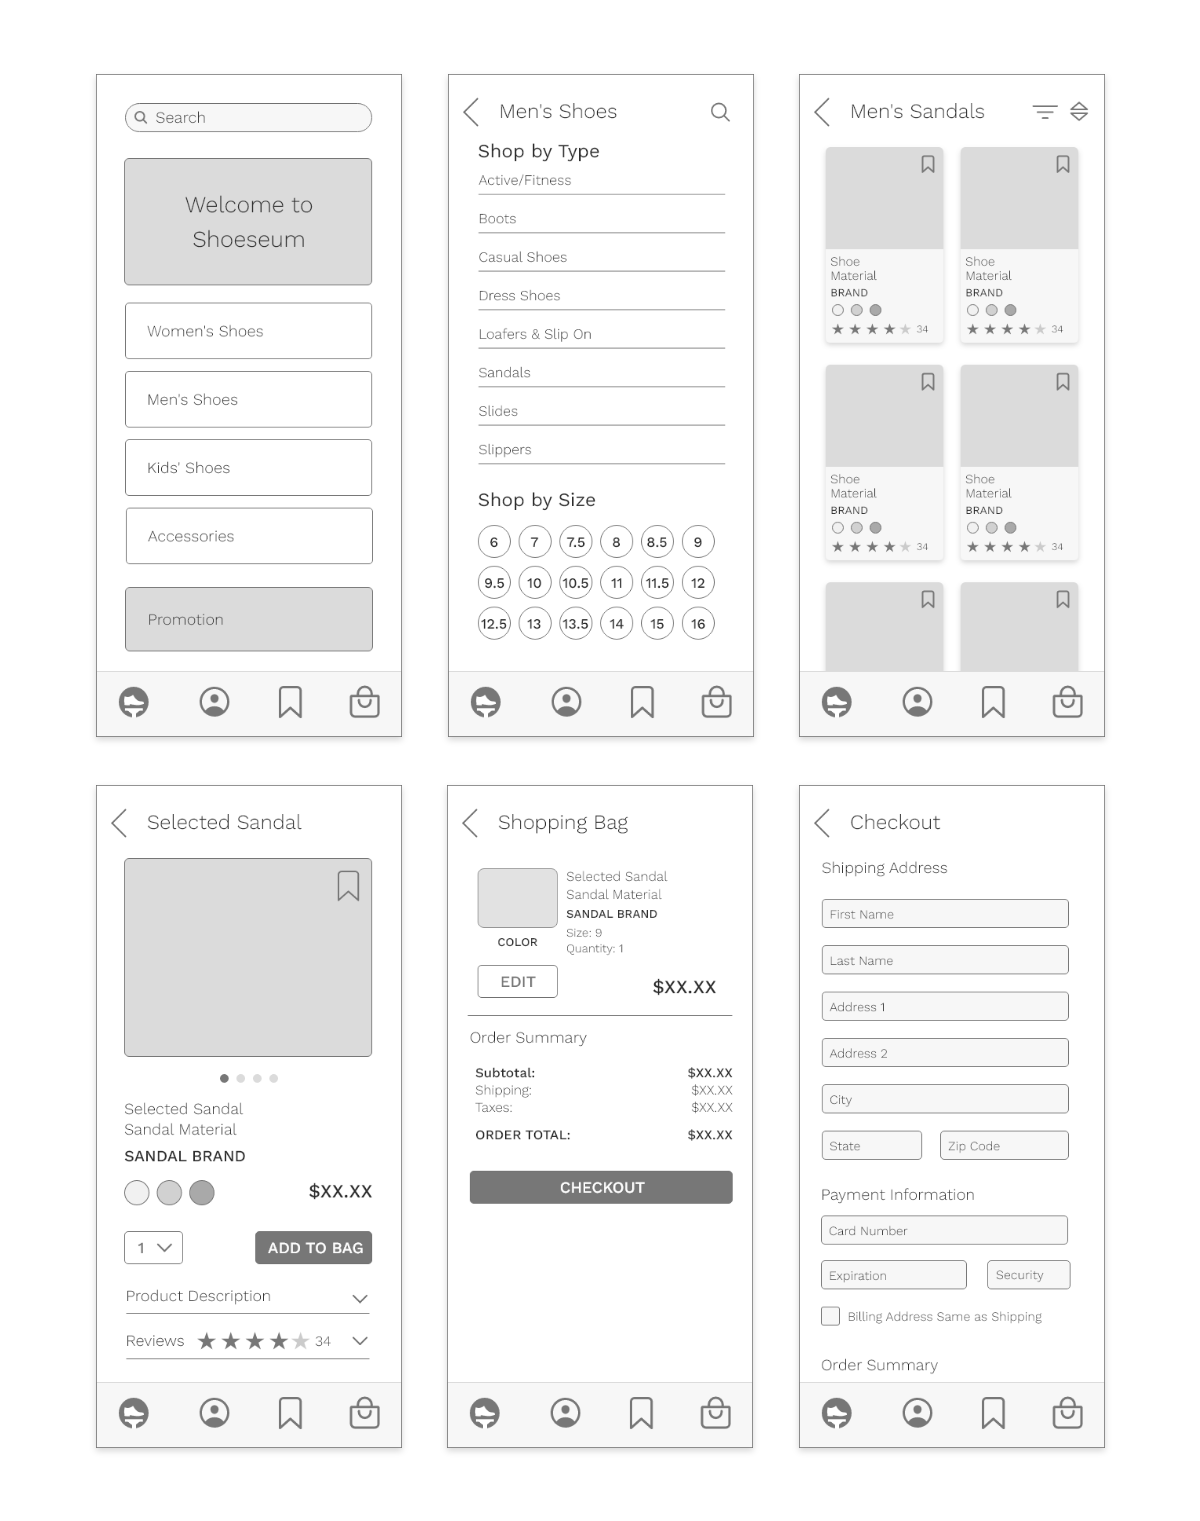 Search
Welcome to
Shoeseum
Women's Shoes
Men's Shoes
Kids' Shoes
Accessories
Promotion
Men's Shoes
Shop by Type
Active/Fitness
Boots
Casual Shoes
Dress Shoes
Loafers & Slip On
Sandals
Slides
Slippers
Shop by Size
6 7 7.5 8 8.5 9
9.5 10 10.5 11 11.5 12
12.5 13 13.5 14 15 16
Men's Sandals
Shoe
Material
BRAND
34
Shoe
Material
BRAND
34
Shoe
Material
BRAND
34
Shoe
Material
BRAND
34
Selected Sandal
Selected Sandal
Sandal Material
SANDAL BRAND
$XX.XX
1
ADD TO BAG
Product Description
Reviews 34
Shopping Bag
Selected Sandal
Sandal Material
SANDAL BRAND
Size: 9
Quantity: 1
COLOR
EDIT
$XX.XX
Order Summary
Subtotal: $XX.XX
Shipping: $XX.XX
Taxes: $XX.XX
ORDER TOTAL: $XX.XX
CHECKOUT
Checkout
Shipping Address
First Name
Last Name
Address 1
Address 2
City
State Zip Code
Payment Information
Card Number
Expiration Security
Billing Address Same as Shipping
Order Summary